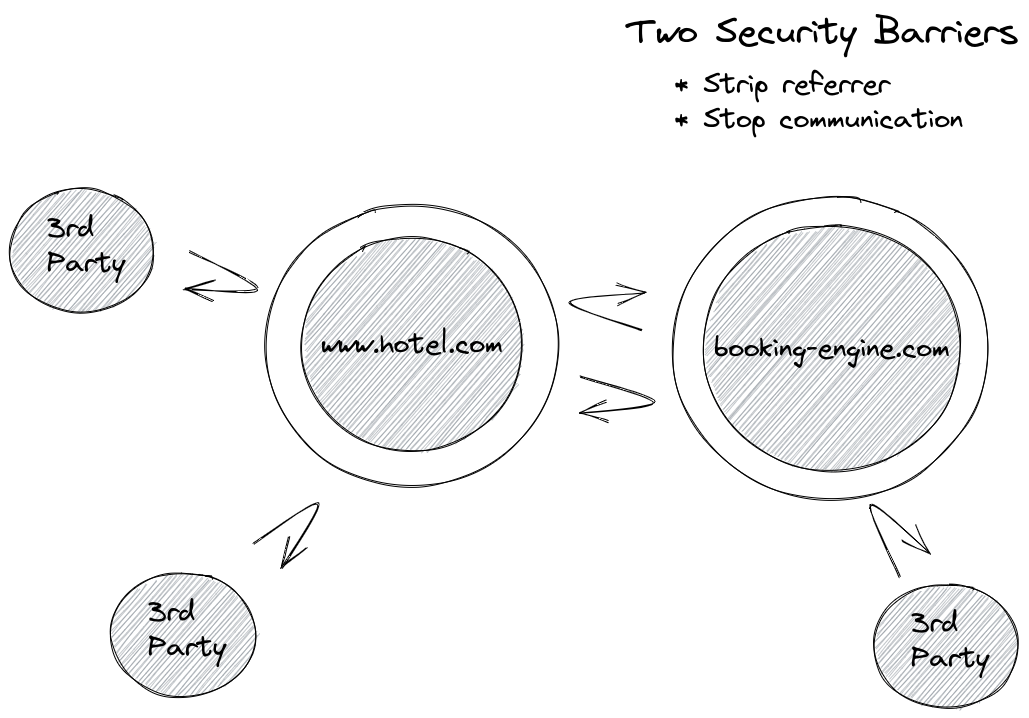 Two Security Barriers
* Strip referrer
* Stop communication
3rd
Party
www.hotel.com
booking-engine.com
3rd
Party
3rd
Party